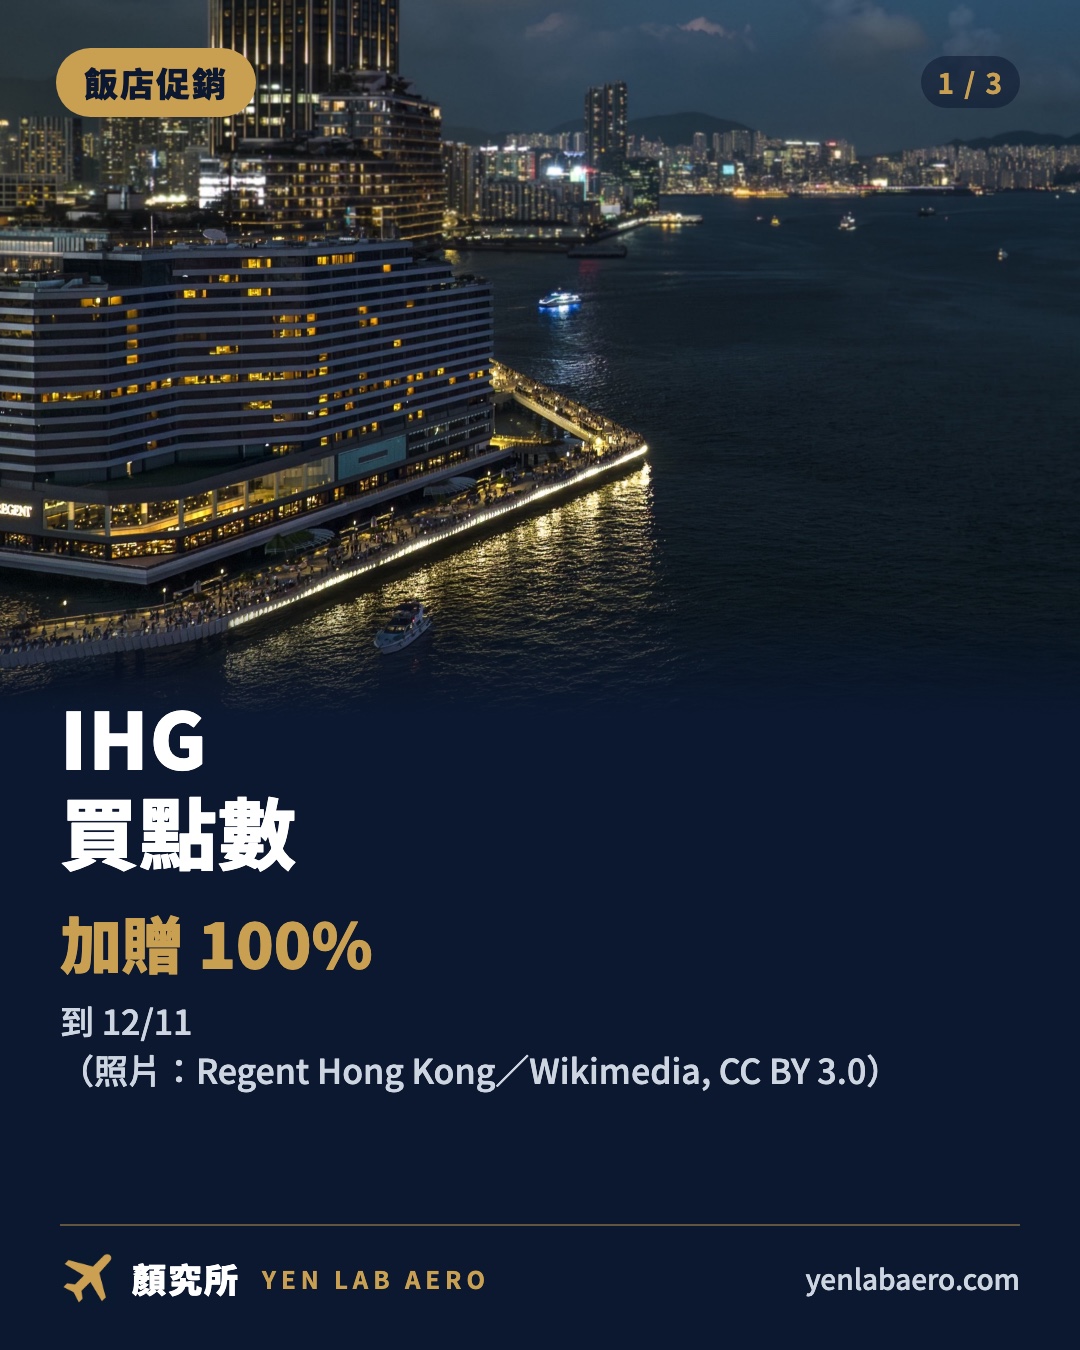 飯店促銷
1 / 3
REGENT
IHG
買點數
加贈 100%
到 12/11
（照片：Regent Hong Kong／Wikimedia, CC BY 3.0）
顏究所 YEN LAB AERO
yenlabaero.com